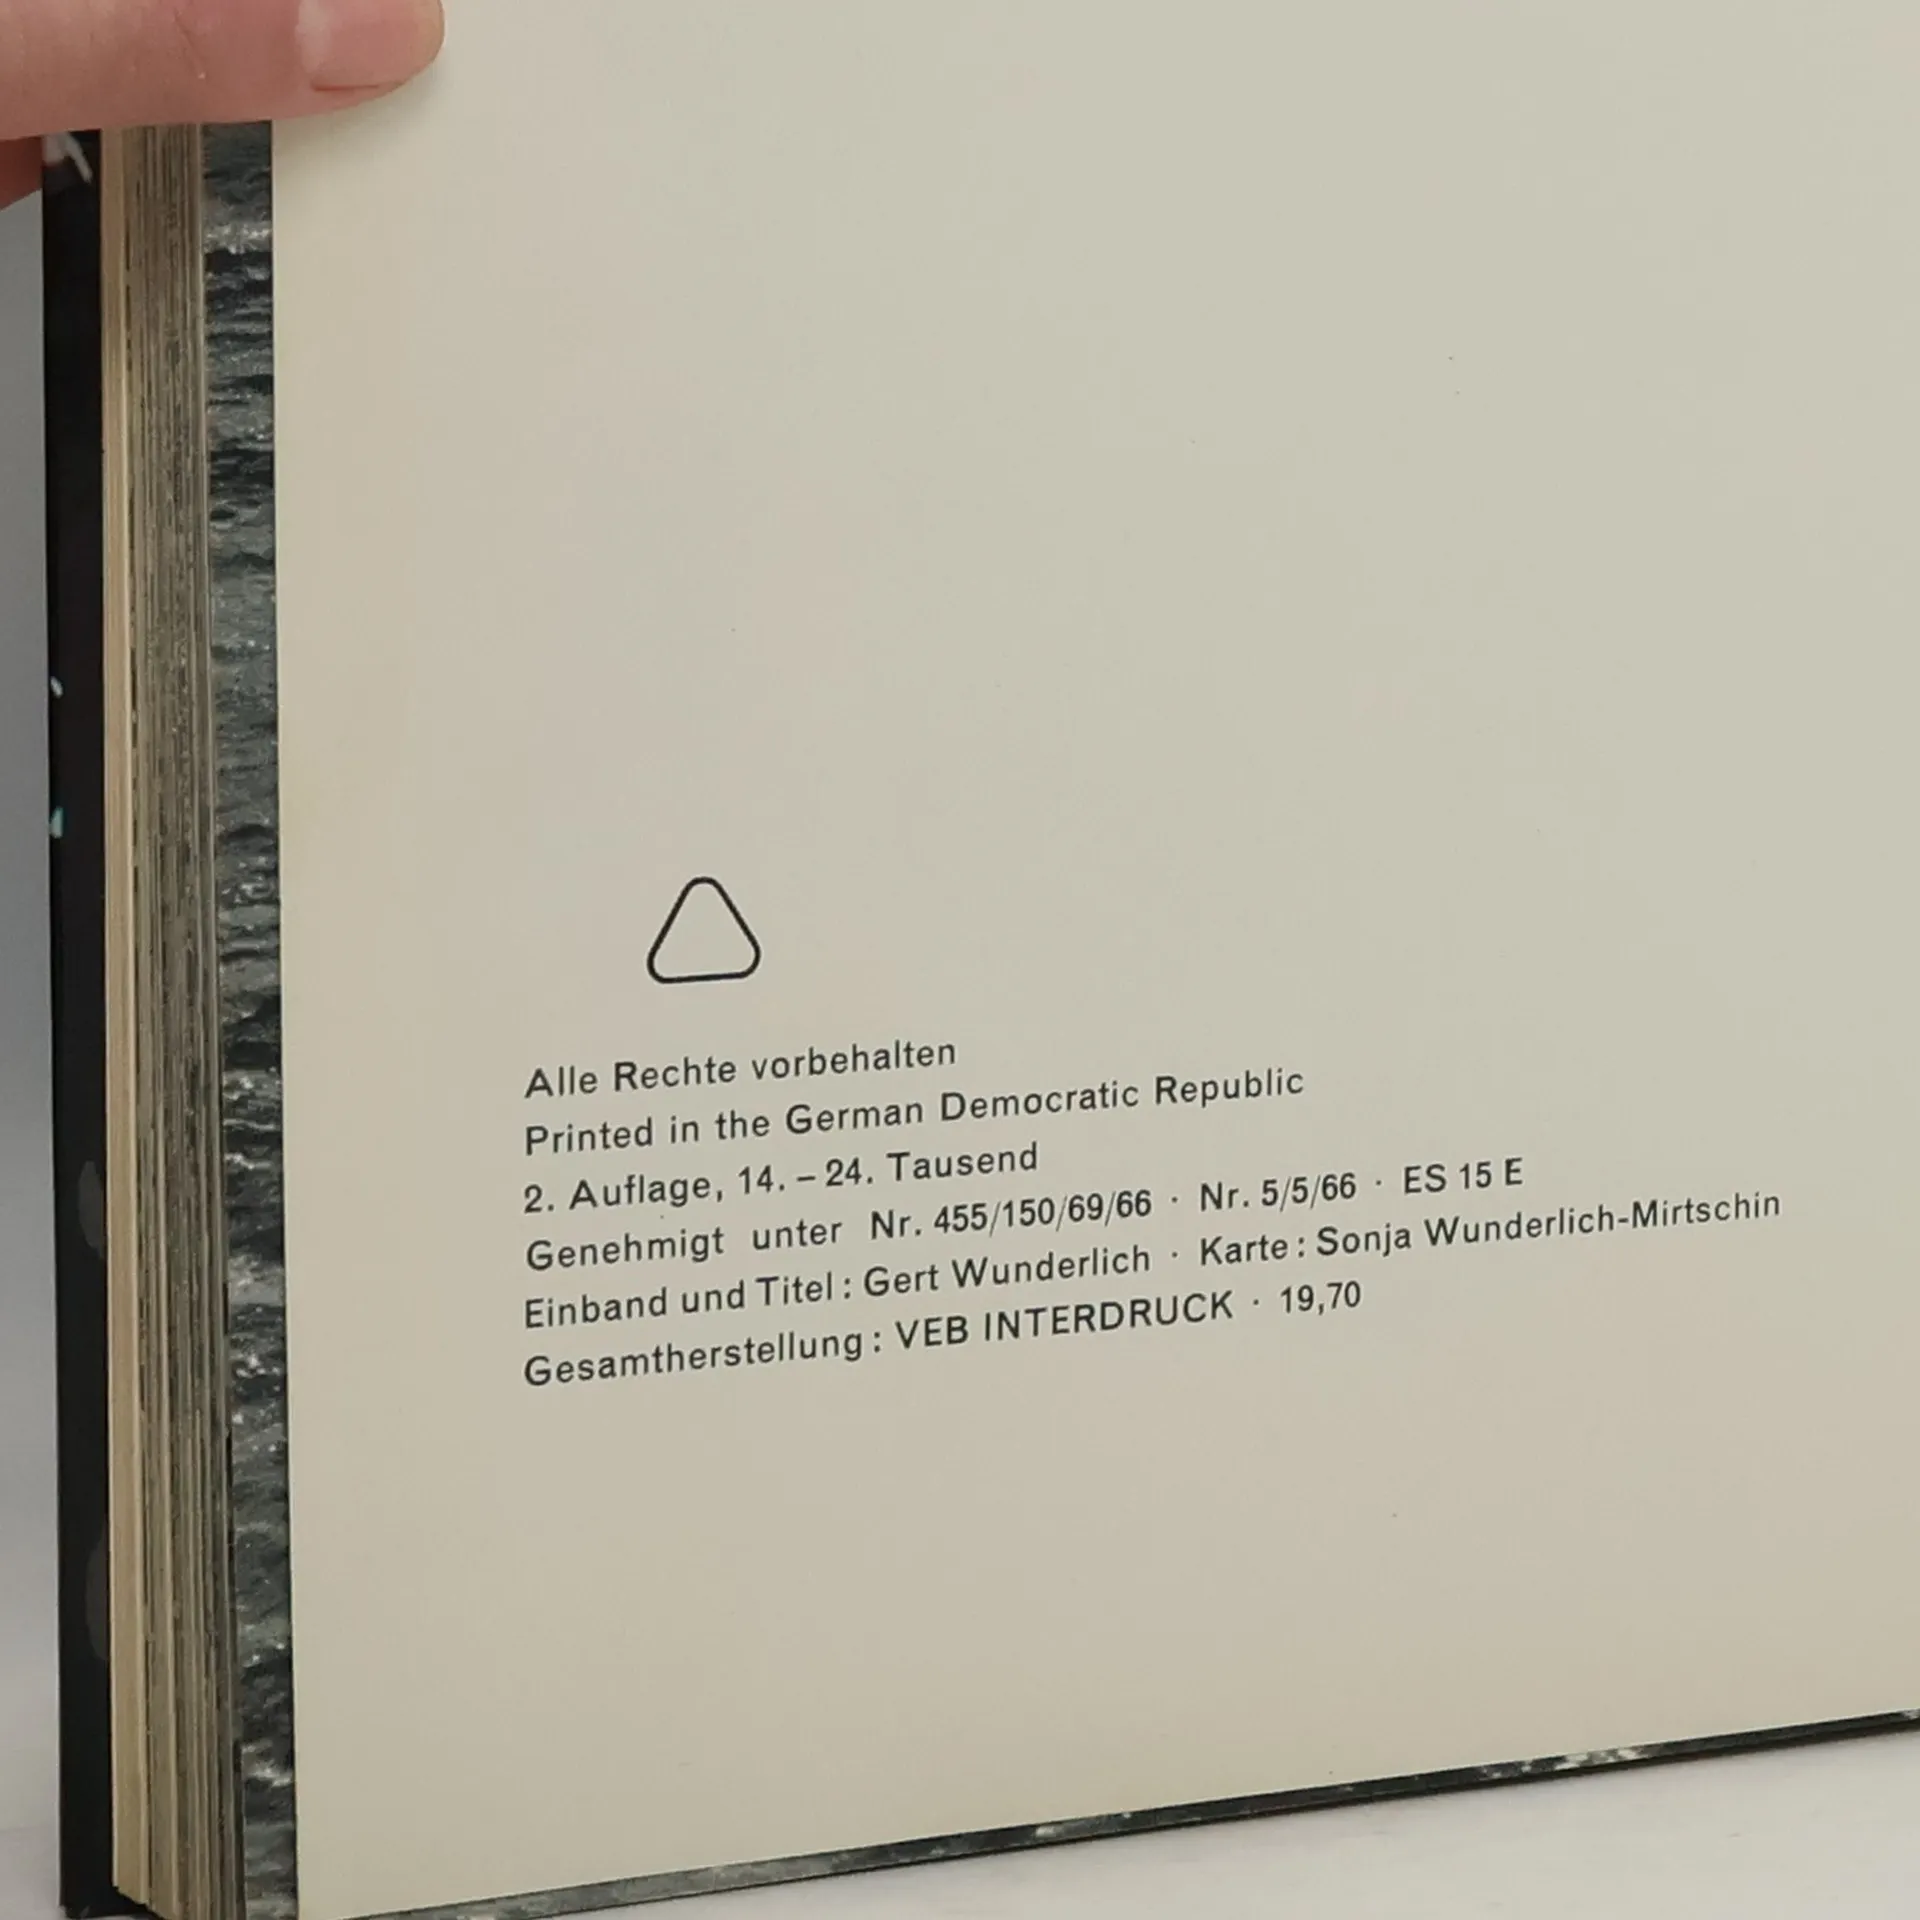 Alle Rechte vorbehalten
Printed in the German Democratic Republic
2. Auflage, 14. – 24. Tausend
Genehmigt unter Nr. 455/150/69/66 · Nr. 5/5/66 · ES 15 E
Einband und Titel: Gert Wunderlich · Karte: Sonja Wunderlich-Mirtschin
Gesamtherstellung: VEB INTERDRUCK · 19,70